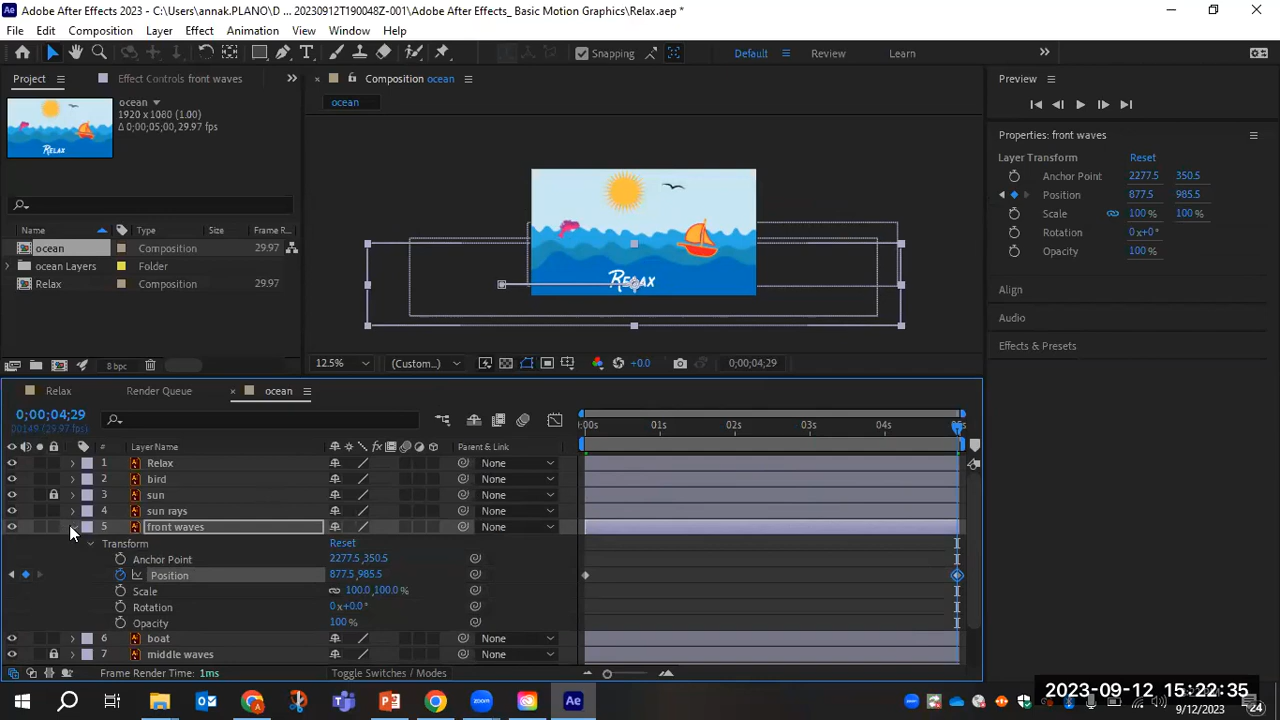 Adobe After Effects 2023 - C:\Users\annak.PLANO\D ... 20230912T190048Z-001\Adobe After Effects_ Basic Motion Graphics\Relax.aep *
File Edit Composition Layer Effect Animation View Window Help
Snapping Default Review Learn
Project Effect Controls front waves Composition ocean Preview
ocean
1920 x 1080 (1.00)
Δ 0;00;05;00, 29.97 fps
ocean
Properties: front waves
Layer Transform Reset
Anchor Point 2277.5 350.5
Position 877.5 985.5
Scale 100 % 100 %
Rotation 0x+0°
Opacity 100 %
Align
Audio
Effects & Presets
Name Type Size Frame R...
ocean Composition 29.97
ocean Layers Folder
Relax Composition 29.97
RELAX
8 bpc 12.5% (Custom...) +0.0 0;00;04;29
Relax Render Queue ocean
0;00;04;29
00149 (29.97 fps)
:00s 01s 02s 03s 04s 05s
# Layer Name fx Parent & Link
1 Relax None
2 bird None
3 sun None
4 sun rays None
5 front waves None
Transform Reset
Anchor Point 2277.5,350.5
Position 877.5,985.5
Scale 100.0,100.0%
Rotation 0x+0.0°
Opacity 100 %
6 boat None
7 middle waves None
Frame Render Time: 1ms Toggle Switches / Modes
Ae
2023-09-12 15:22:35
9/12/2023 24